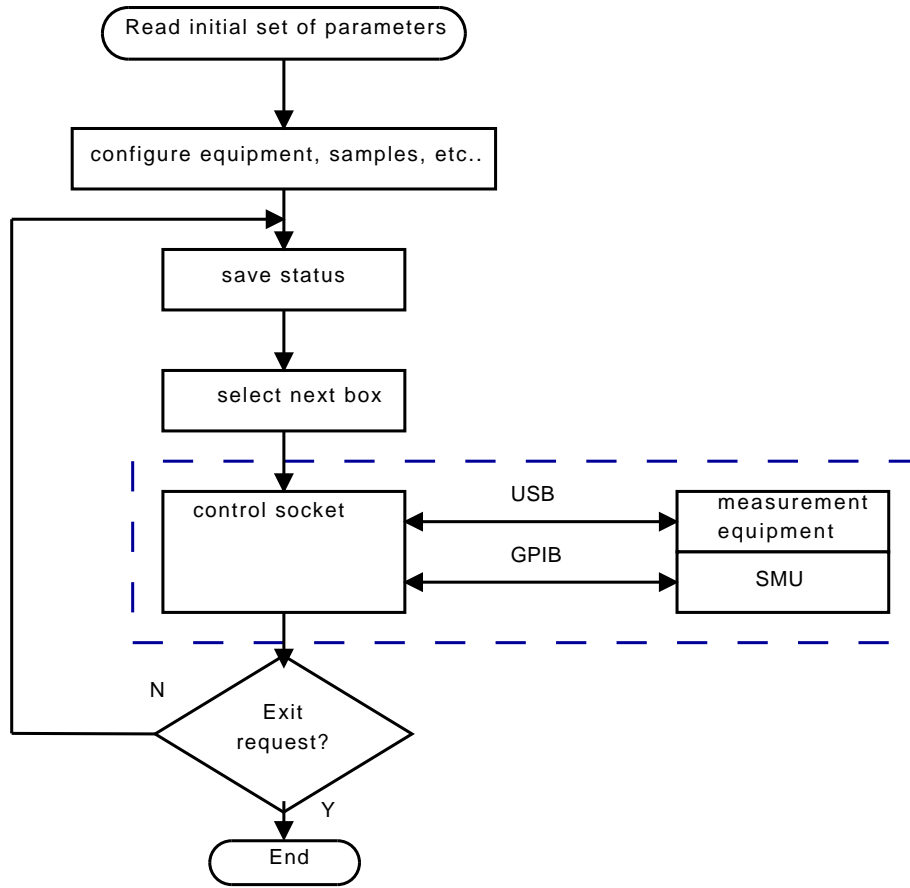 Read initial set of parameters
configure equipment, samples, etc..
save status
select next box
control socket
USB
measurement
equipment
GPIB
SMU
N
Exit
request?
Y
End